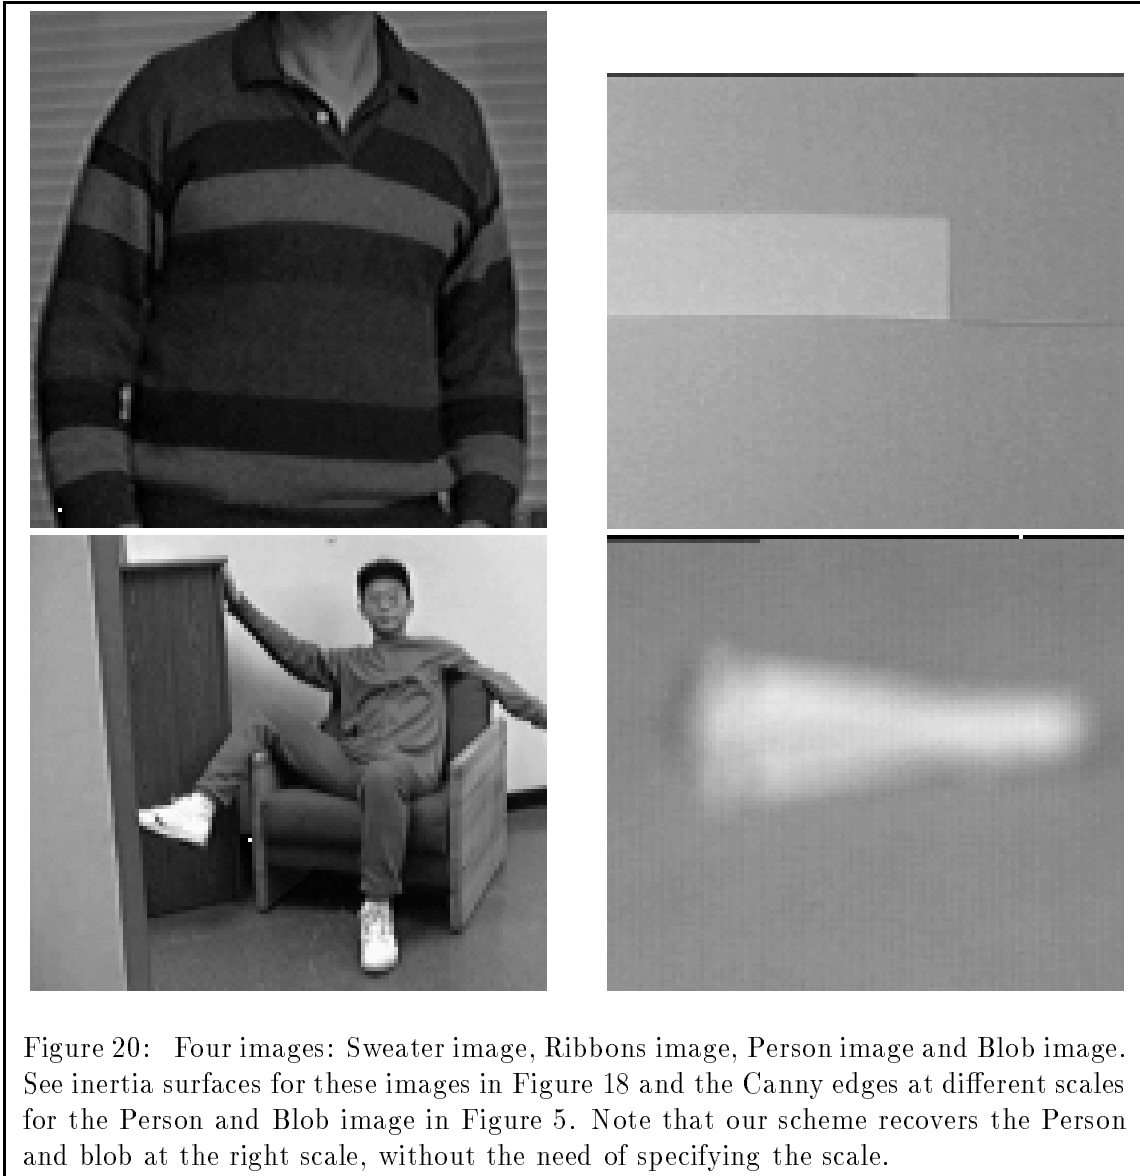 Figure 20: Four images: Sweater image, Ribbons image, Person image and Blob image.
See inertia surfaces for these images in Figure 18 and the Canny edges at different scales
for the Person and Blob image in Figure 5. Note that our scheme recovers the Person
and blob at the right scale, without the need of specifying the scale.